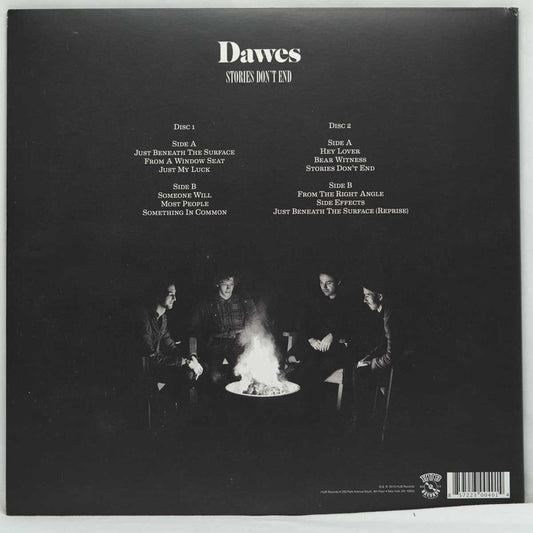 Dawes
STORIES DON'T END
DISC 1
SIDE A
JUST BENEATH THE SURFACE
FROM A WINDOW SEAT
JUST MY LUCK
SIDE B
SOMEONE WILL
MOST PEOPLE
SOMETHING IN COMMON
DISC 2
SIDE A
HEY LOVER
BEAR WITNESS
STORIES DON'T END
SIDE B
FROM THE RIGHT ANGLE
SIDE EFFECTS
JUST BENEATH THE SURFACE (REPRISE)